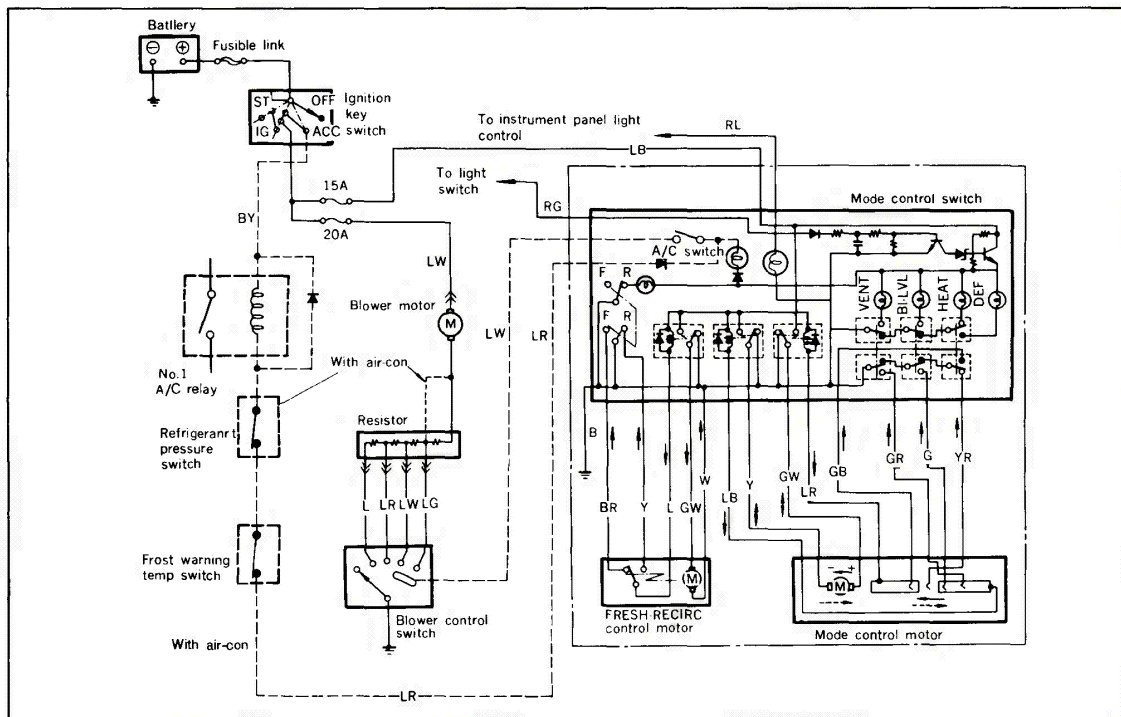 Batllery
Fusible link
ST
OFF
IG
ACC
Ignition
key
switch
To instrument panel light
control
RL
LB
15A
To light
switch
RG
Mode control switch
BY
20A
A/C switch
LW
F
R
Blower motor
M
F
R
VENT
BI-LVL
HEAT
DEF
LW
LR
No.1
A/C relay
With air-con
Resistor
Refrigeranrt
pressure
switch
B
L
LR
LW
LG
BR
Y
L
GW
W
LB
Y
GW
LR
GB
GR
G
YR
Frost warning
temp switch
(M)
M
Blower control
switch
FRESH-RECIRC
control motor
Mode control motor
With air-con
LR